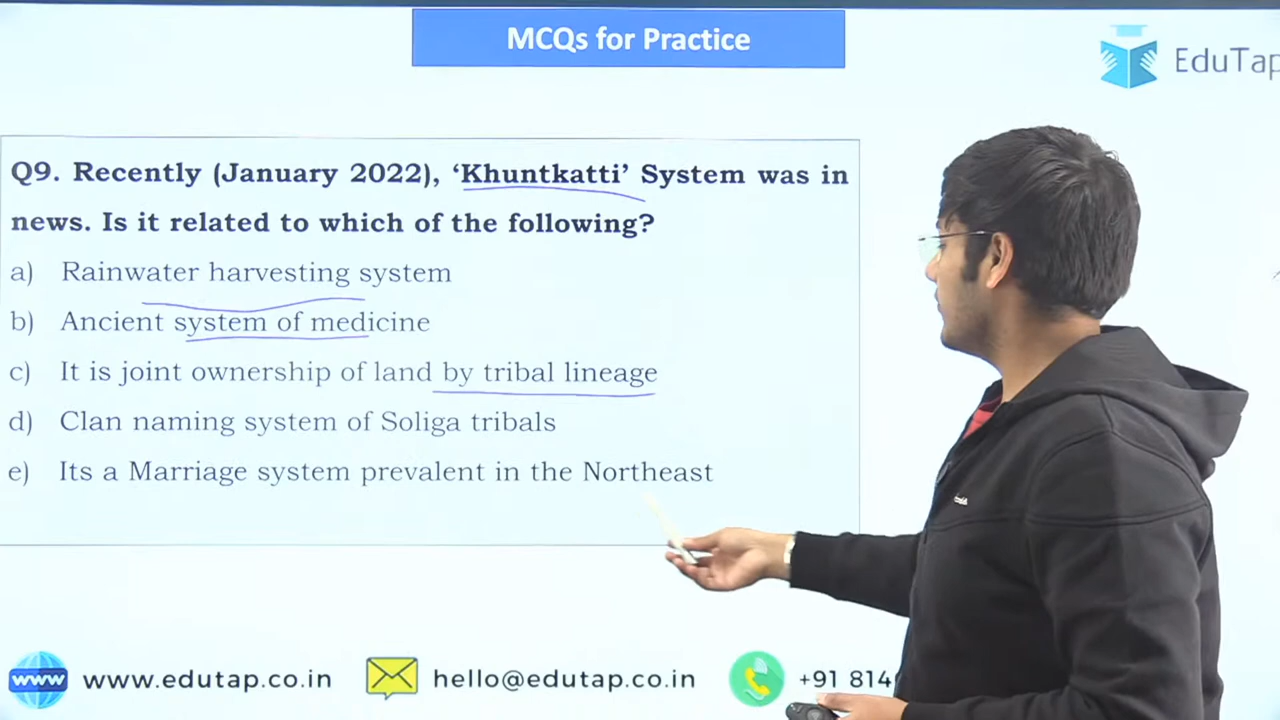 MCQs for Practice
EduTap
Q9. Recently (January 2022), ‘Khuntkatti’ System was in
news. Is it related to which of the following?
a) Rainwater harvesting system
b) Ancient system of medicine
c) It is joint ownership of land by tribal lineage
d) Clan naming system of Soliga tribals
e) Its a Marriage system prevalent in the Northeast
www
www.edutap.co.in
hello@edutap.co.in
+91 814